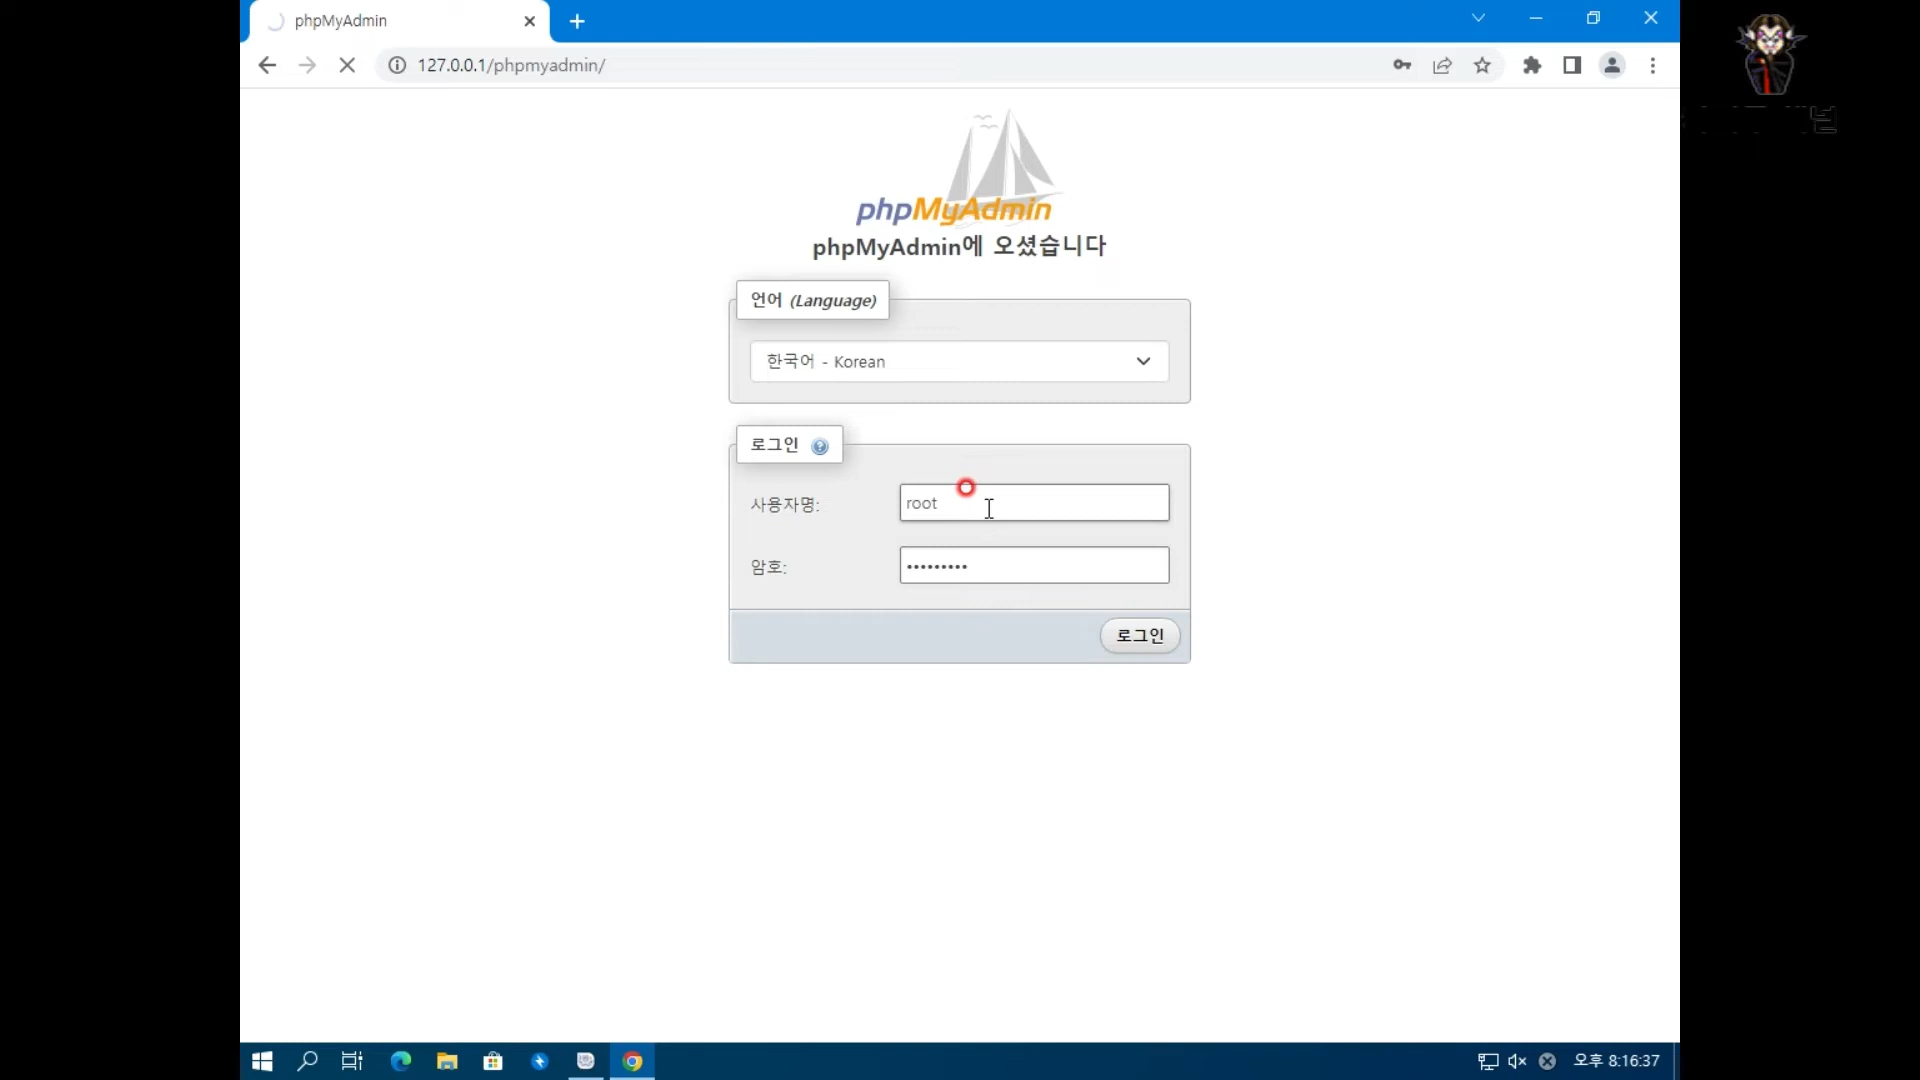 phpMyAdmin
127.0.0.1/phpmyadmin/
phpMyAdmin
phpMyAdmin에 오셨습니다
언어 (Language)
한국어 - Korean
로그인
사용자명:
root
암호:
•••••••••
로그인
오후 8:16:37